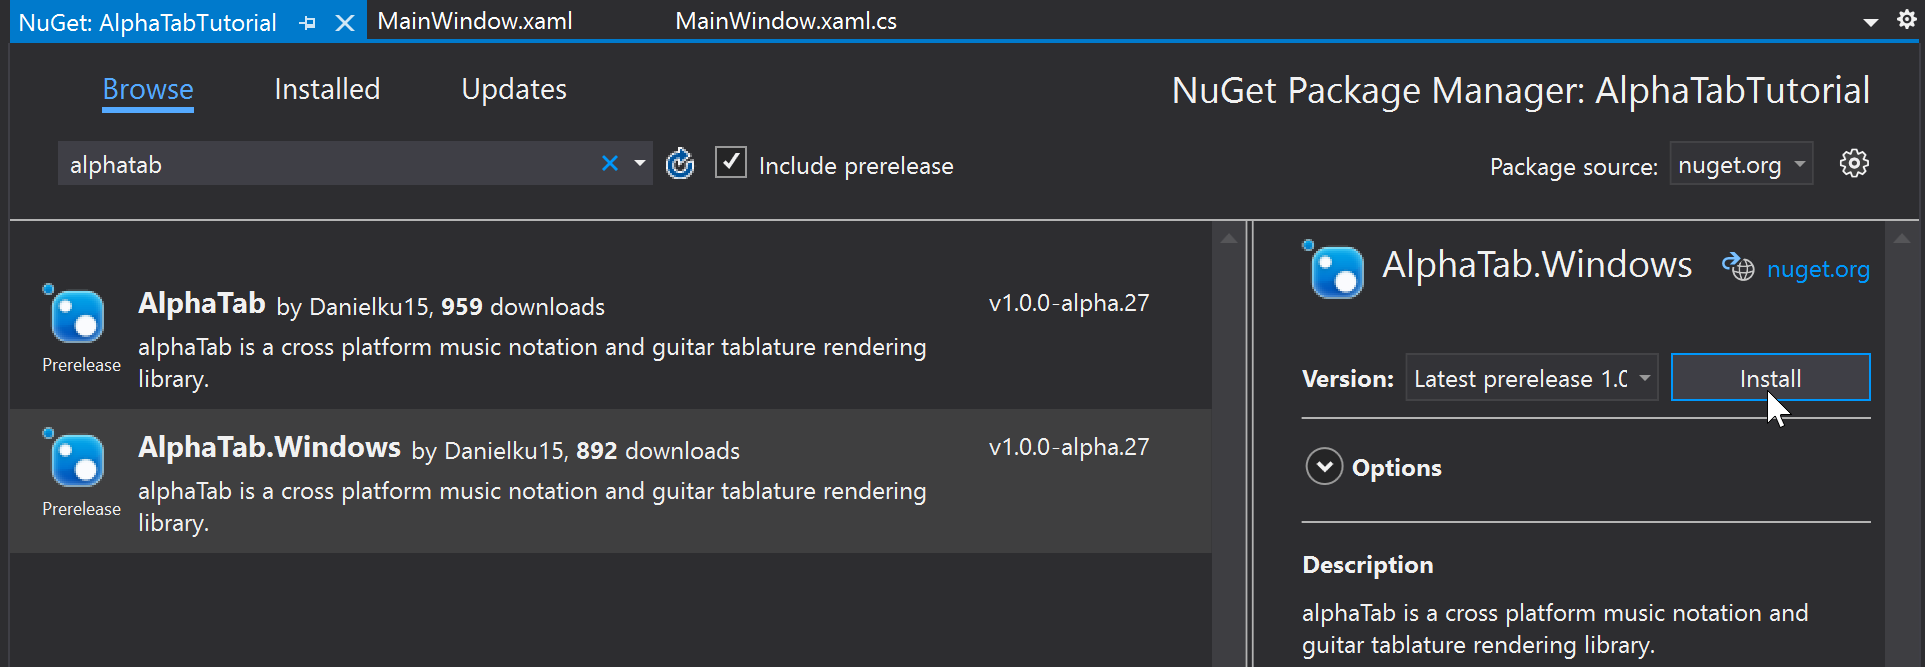 NuGet: AlphaTabTutorial MainWindow.xaml MainWindow.xaml.cs
Browse Installed Updates NuGet Package Manager: AlphaTabTutorial
alphatab Include prerelease Package source: nuget.org
AlphaTab by Danielku15, 959 downloads v1.0.0-alpha.27
alphaTab is a cross platform music notation and guitar tablature rendering
library.
Prerelease
AlphaTab.Windows by Danielku15, 892 downloads v1.0.0-alpha.27
alphaTab is a cross platform music notation and guitar tablature rendering
library.
Prerelease
AlphaTab.Windows nuget.org
Version: Latest prerelease 1.0 Install
Options
Description
alphaTab is a cross platform music notation and
guitar tablature rendering library.